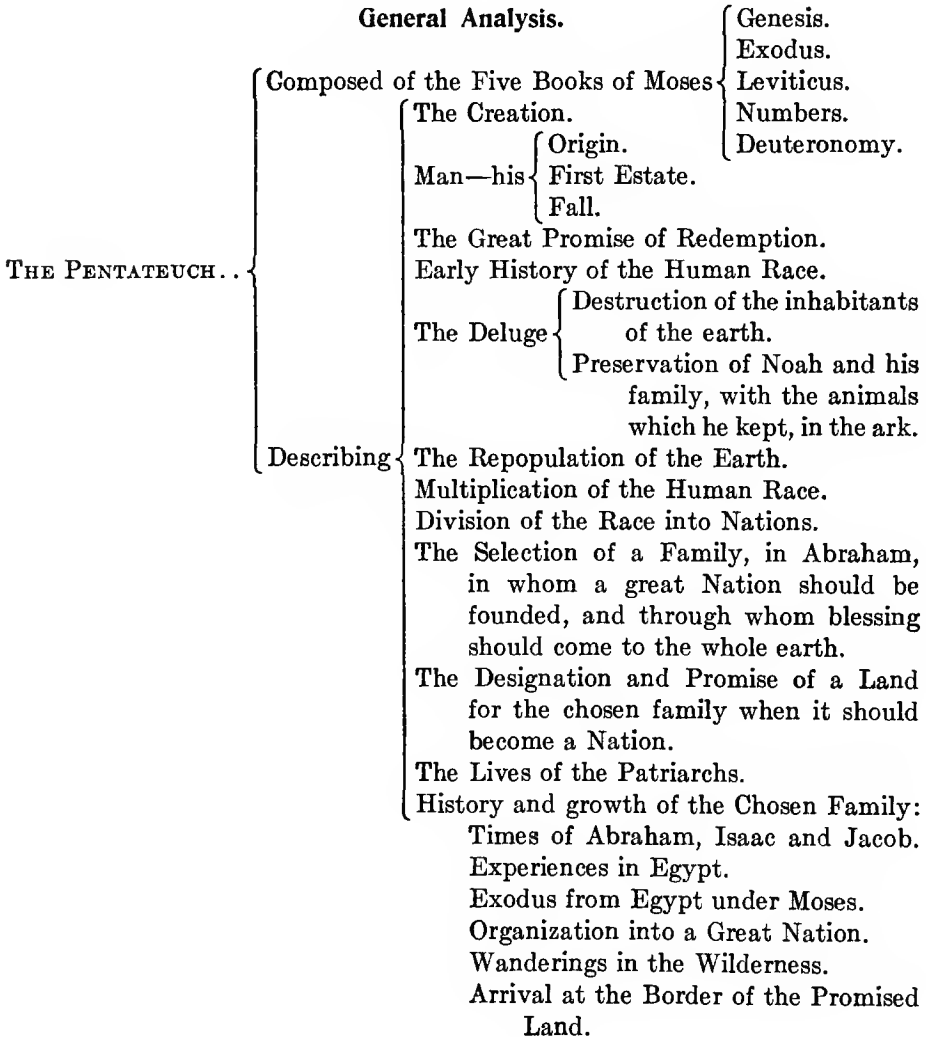 General Analysis.
THE PENTATEUCH. .
Composed of the Five Books of Moses
Genesis.
Exodus.
Leviticus.
Numbers.
Deuteronomy.
Describing
The Creation.
Man—his
Origin.
First Estate.
Fall.
The Great Promise of Redemption.
Early History of the Human Race.
The Deluge
Destruction of the inhabitants
of the earth.
Preservation of Noah and his
family, with the animals
which he kept, in the ark.
The Repopulation of the Earth.
Multiplication of the Human Race.
Division of the Race into Nations.
The Selection of a Family, in Abraham,
in whom a great Nation should be
founded, and through whom blessing
should come to the whole earth.
The Designation and Promise of a Land
for the chosen family when it should
become a Nation.
The Lives of the Patriarchs.
History and growth of the Chosen Family:
Times of Abraham, Isaac and Jacob.
Experiences in Egypt.
Exodus from Egypt under Moses.
Organization into a Great Nation.
Wanderings in the Wilderness.
Arrival at the Border of the Promised
Land.